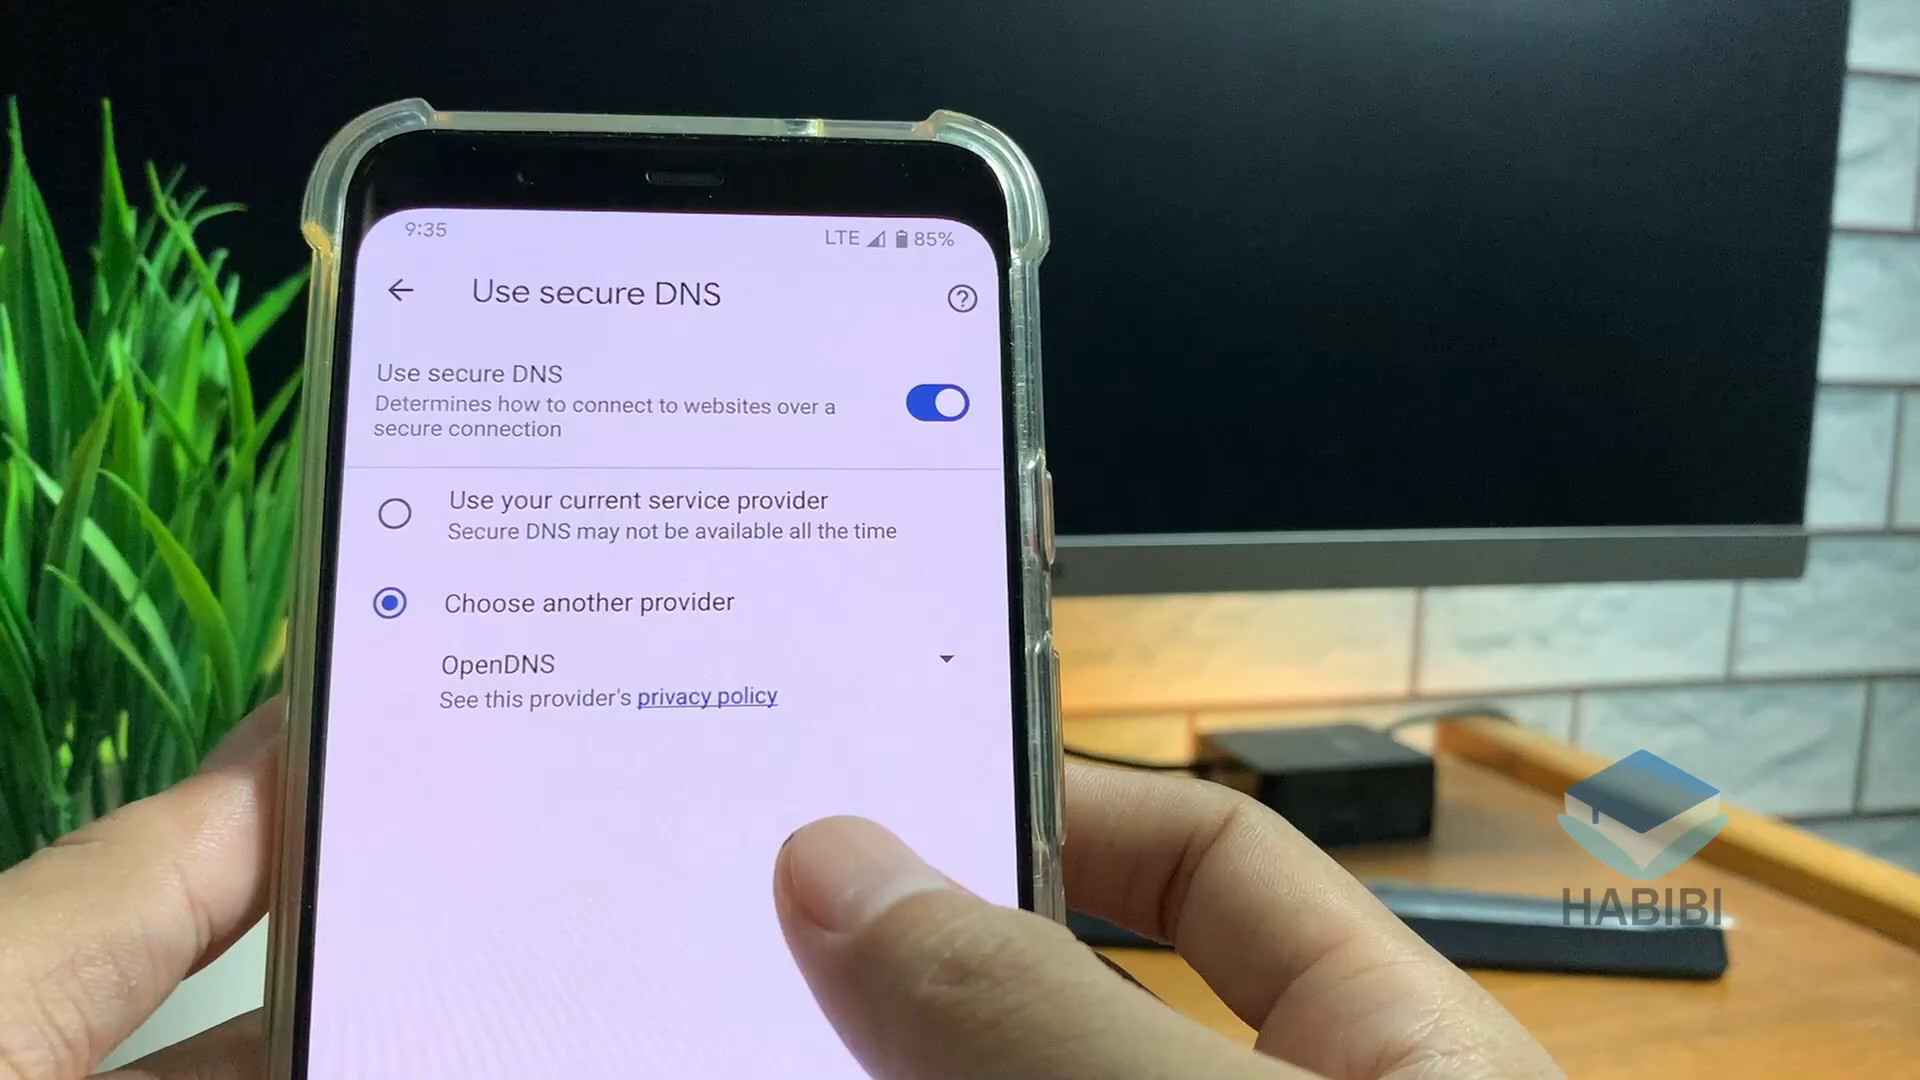 9:35
LTE 85%
Use secure DNS
Use secure DNS
Determines how to connect to websites over a
secure connection
Use your current service provider
Secure DNS may not be available all the time
Choose another provider
OpenDNS
See this provider's privacy policy
HABIBI